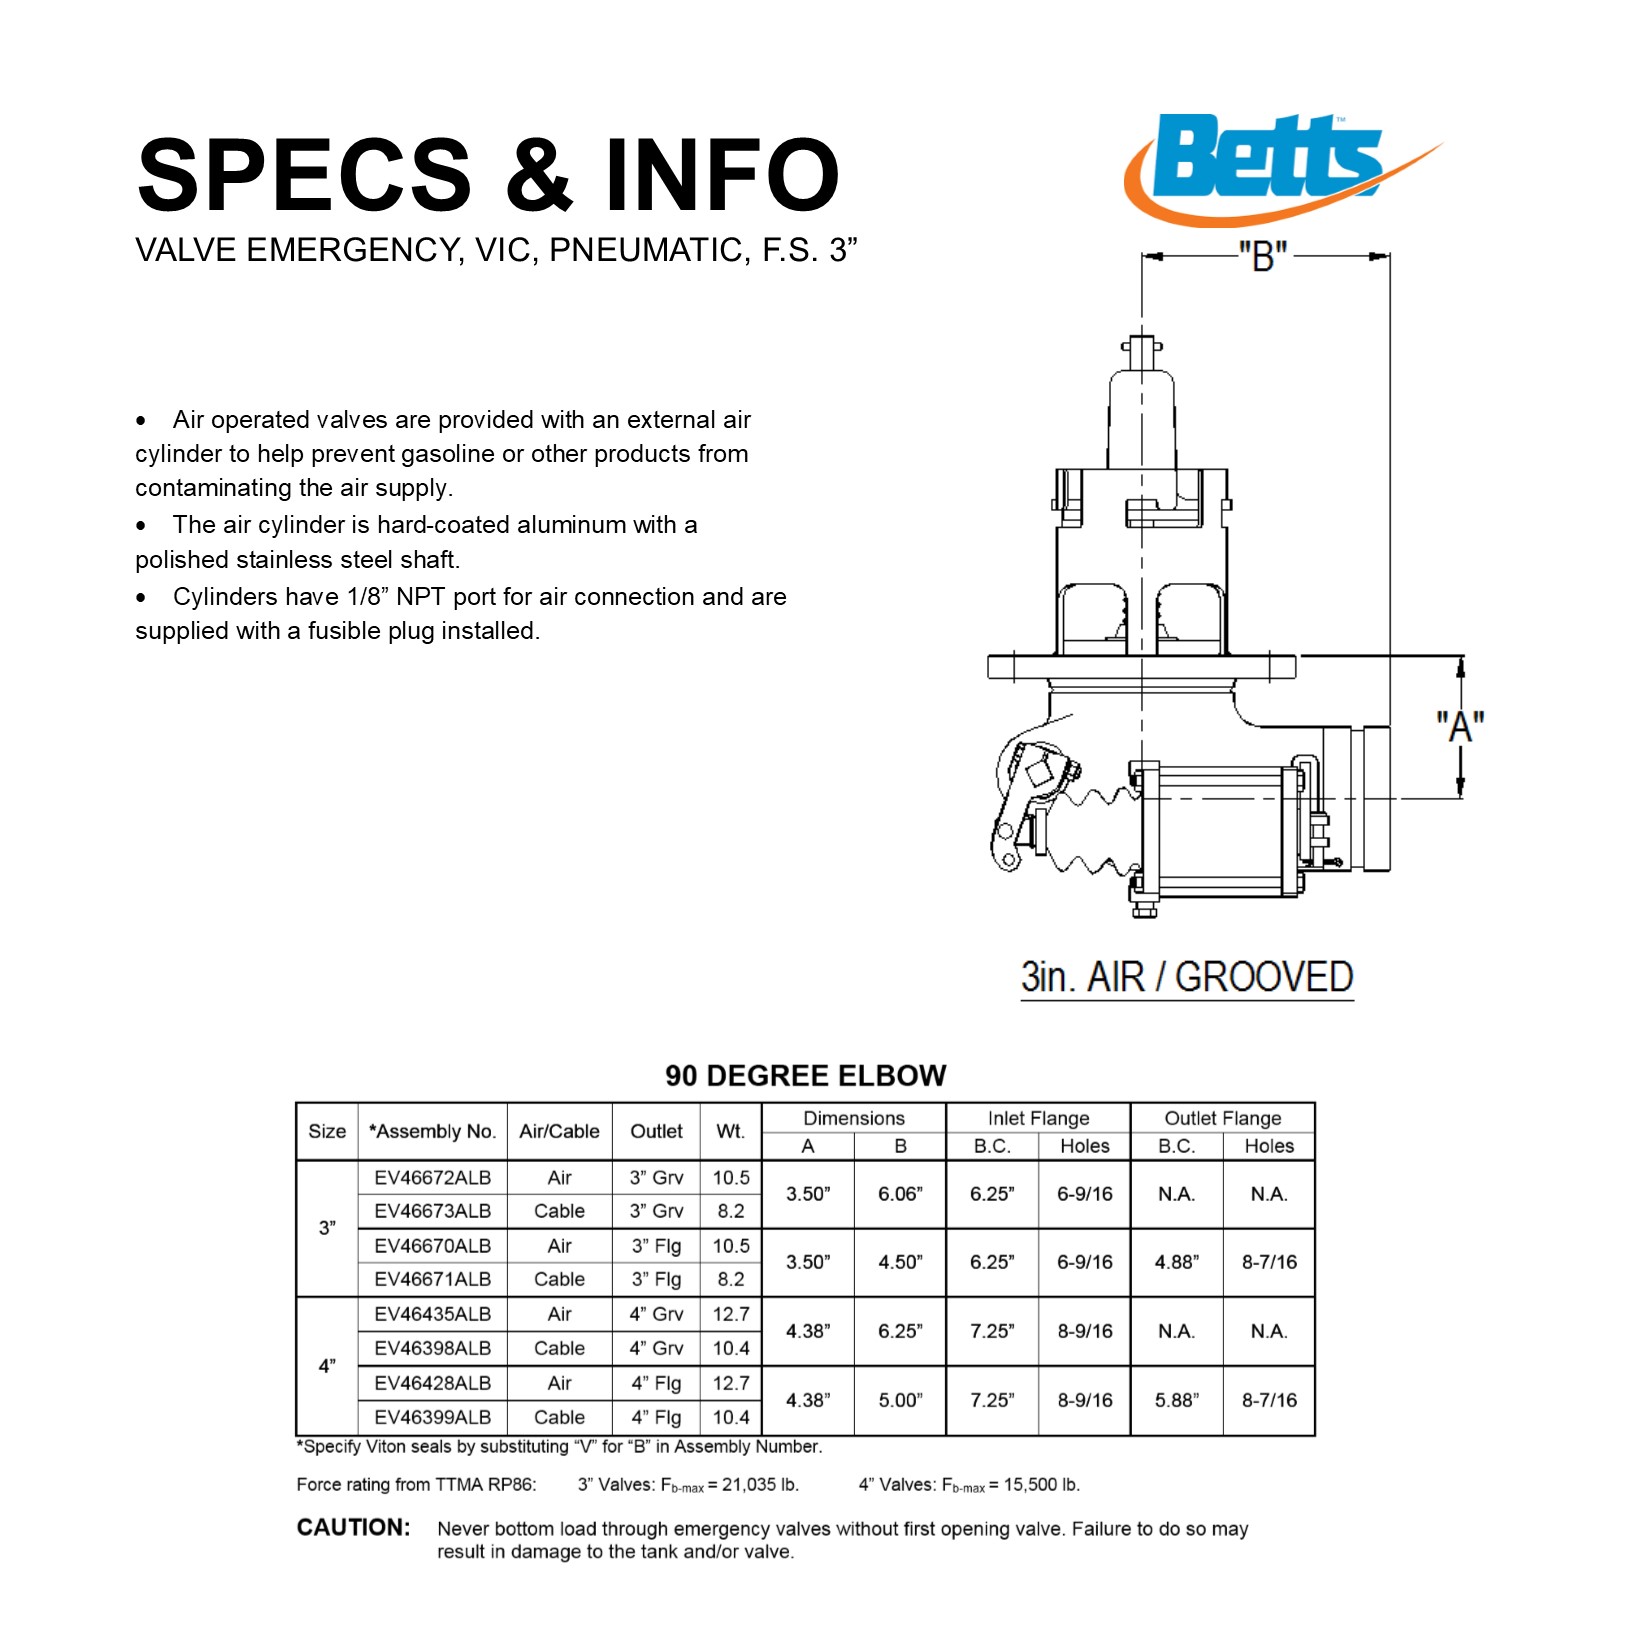 Betts™
SPECS & INFO
VALVE EMERGENCY, VIC, PNEUMATIC, F.S. 3”
"B"
• Air operated valves are provided with an external air
cylinder to help prevent gasoline or other products from
contaminating the air supply.
• The air cylinder is hard-coated aluminum with a
polished stainless steel shaft.
• Cylinders have 1/8” NPT port for air connection and are
supplied with a fusible plug installed.
"A"
3in. AIR / GROOVED
90 DEGREE ELBOW
Size *Assembly No. Air/Cable Outlet Wt. Dimensions Inlet Flange Outlet Flange
A B B.C. Holes B.C. Holes
3” EV46672ALB Air 3” Grv 10.5 3.50” 6.06” 6.25” 6-9/16 N.A. N.A.
EV46673ALB Cable 3” Grv 8.2
EV46670ALB Air 3” Flg 10.5 3.50” 4.50” 6.25” 6-9/16 4.88” 8-7/16
EV46671ALB Cable 3” Flg 8.2
4” EV46435ALB Air 4” Grv 12.7 4.38” 6.25” 7.25” 8-9/16 N.A. N.A.
EV46398ALB Cable 4” Grv 10.4
EV46428ALB Air 4” Flg 12.7 4.38” 5.00” 7.25” 8-9/16 5.88” 8-7/16
EV46399ALB Cable 4” Flg 10.4
*Specify Viton seals by substituting “V” for “B” in Assembly Number.
Force rating from TTMA RP86: 3” Valves: Fb-max = 21,035 lb. 4” Valves: Fb-max = 15,500 lb.
CAUTION: Never bottom load through emergency valves without first opening valve. Failure to do so may
result in damage to the tank and/or valve.